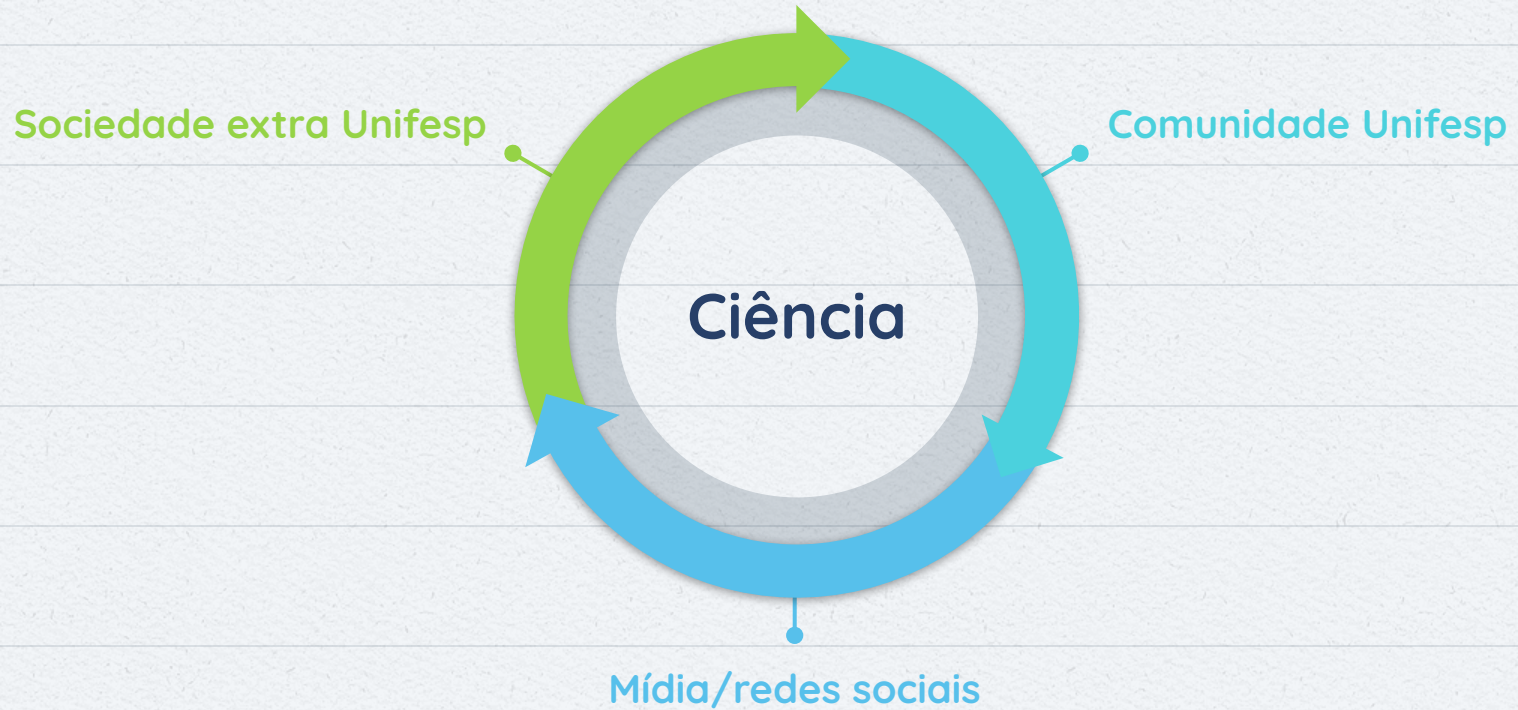 Sociedade extra Unifesp
Comunidade Unifesp
Ciência
Mídia/redes sociais